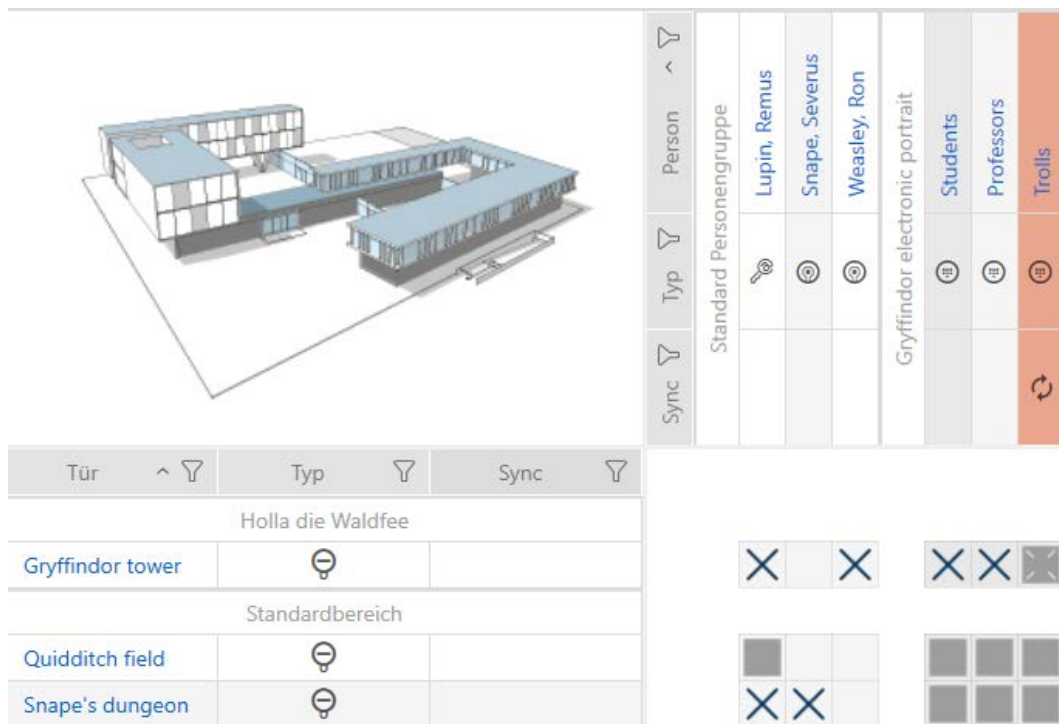 Person
Typ
Sync
Standard Personengruppe
Lupin, Remus
Snape, Severus
Weasley, Ron
Gryffindor electronic portrait
Students
Professors
Trolls
Tür Typ Sync
Holla die Waldfee
Gryffindor tower
Standardbereich
Quidditch field
Snape's dungeon